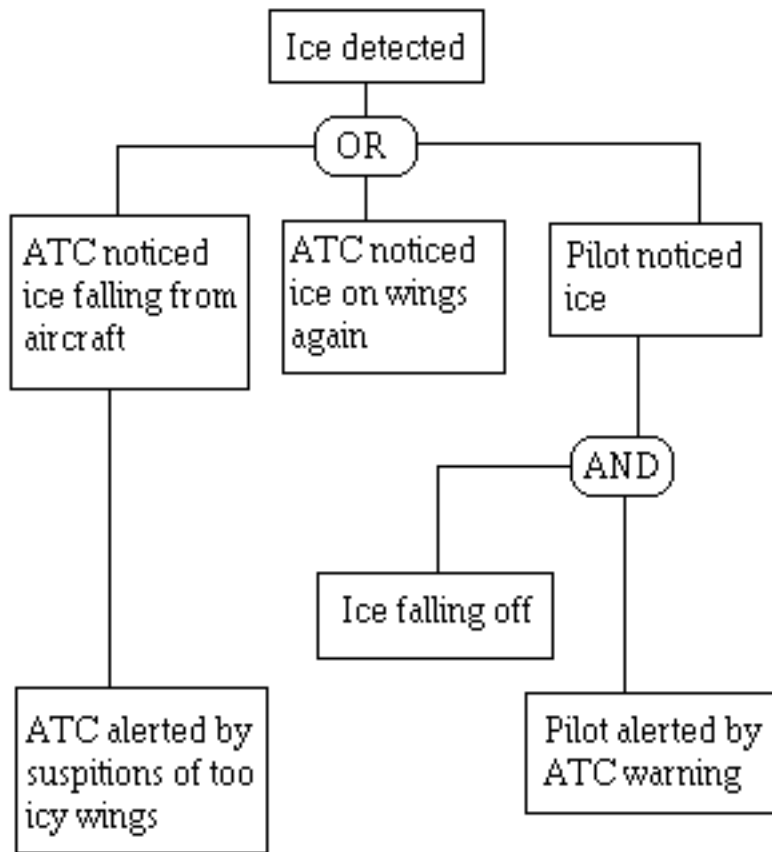 Ice detected
OR
ATC noticed
ice falling from
aircraft
ATC noticed
ice on wings
again
Pilot noticed
ice
AND
Ice falling off
ATC alerted by
suspitions of too
icy wings
Pilot alerted by
ATC warning